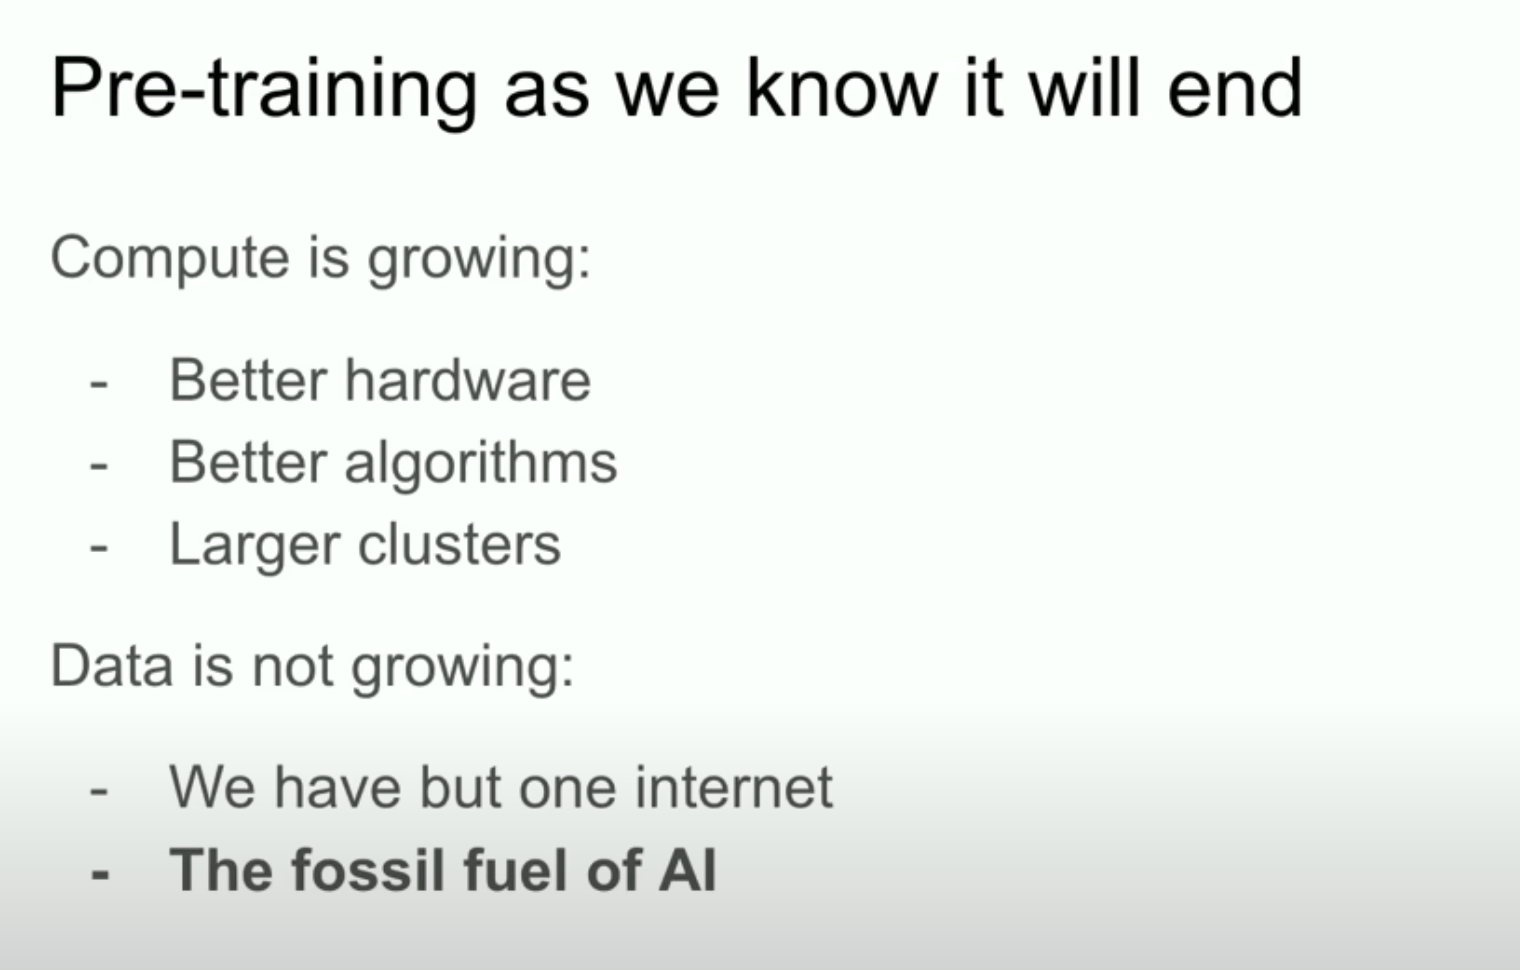 Pre-training as we know it will end
Compute is growing:
- Better hardware
- Better algorithms
- Larger clusters
Data is not growing:
- We have but one internet
- The fossil fuel of AI